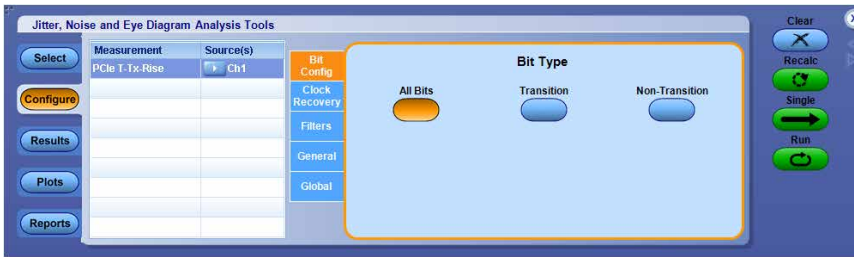 Jitter, Noise and Eye Diagram Analysis Tools
Clear
Select
Measurement
Source(s)
PCIe T-Tx-Rise
Ch1
Bit
Config
Bit Type
Recalc
Configure
Clock
Recovery
All Bits
Transition
Non-Transition
Single
Filters
Results
Run
General
Plots
Global
Reports